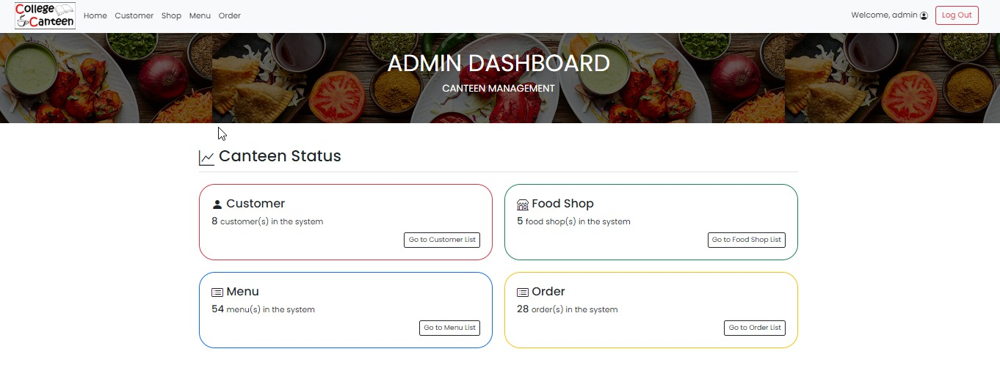 College
Canteen
Home Customer Shop Menu Order
Welcome, admin
Log Out
ADMIN DASHBOARD
CANTEEN MANAGEMENT
Canteen Status
Customer
8 customer(s) in the system
Go to Customer List
Food Shop
5 food shop(s) in the system
Go to Food Shop List
Menu
54 menu(s) in the system
Go to Menu List
Order
28 order(s) in the system
Go to Order List